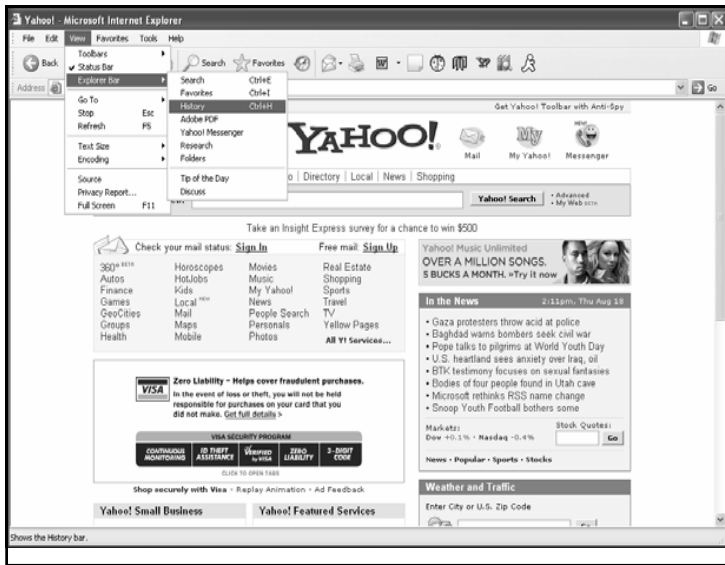 Yahoo! - Microsoft Internet Explorer
File Edit View Favorites Tools Help
Back Search Favorites
Address Go
Toolbars
Status Bar
Explorer Bar
Go To
Stop Esc
Refresh F5
Text Size
Encoding
Source
Privacy Report...
Full Screen F11
Search Ctrl+E
Favorites Ctrl+I
History Ctrl+H
Adobe PDF
Yahoo! Messenger
Research
Folders
Tip of the Day
Discuss
Get Yahoo! Toolbar with Anti-Spy
YAHOO!
My
NEW!
Mail My Yahoo! Messenger
Directory | Local | News | Shopping
Yahoo! Search
• Advanced
• My Web BETA
Take an Insight Express survey for a chance to win $500
Check your mail status: Sign In Free mail: Sign Up
360° BETA Horoscopes Movies Real Estate
Autos HotJobs Music Shopping
Finance Kids My Yahoo! Sports
Games Local NEW News Travel
GeoCities Mail People Search TV
Groups Maps Personals Yellow Pages
Health Mobile Photos All Y! Services...
VISA
Zero Liability - Helps cover fraudulent purchases.
In the event of loss or theft, you will not be
held responsible for purchases on your card that you
did not make. Get full details >
VISA SECURITY PROGRAM
CONTINUOUS MONITORING
ID THEFT ASSISTANCE
VERIFIED by VISA
ZERO LIABILITY
3-DIGIT CODE
CLICK TO OPEN TABS
Shop securely with Visa - Replay Animation - Ad Feedback
Yahoo! Small Business
Yahoo! Featured Services
Yahoo! Music Unlimited
OVER A MILLION SONGS.
5 BUCKS A MONTH. »Try it now
In the News 2:11pm, Thu Aug 18
• Gaza protesters throw acid at police
• Baghdad warns bombers seek civil war
• Pope talks to pilgrims at World Youth Day
• U.S. heartland sees anxiety over Iraq, oil
• BTK testimony focuses on sexual fantasies
• Bodies of four people found in Utah cave
• Microsoft rethinks RSS name change
• Snoop Youth Football bothers some
Markets:
Dow +0.1% • Nasdaq -0.4%
Stock Quotes:
Go
News • Popular • Sports • Stocks
Weather and Traffic
Enter City or U.S. Zip Code
Shows the History bar.